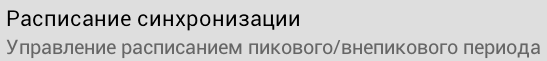 Расписание синхронизации
Управление расписанием пикового/внепикового периода